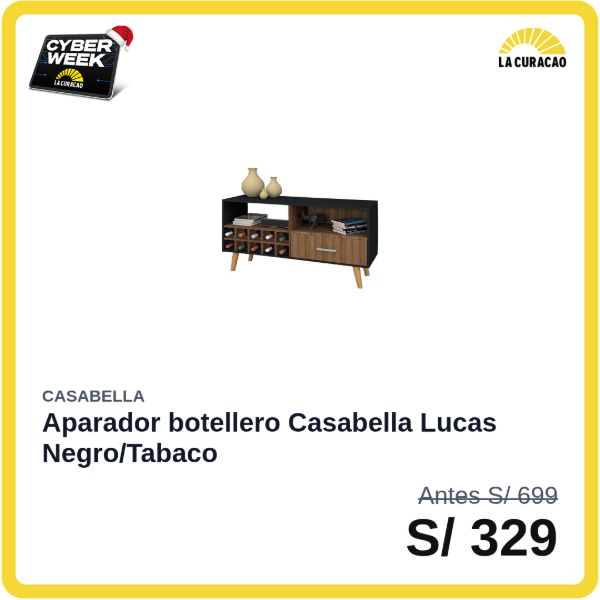 CYBER
WEEK
LA CURACAO
LA CURACAO
CASABELLA
Aparador botellero Casabella Lucas
Negro/Tabaco
Antes S/ 699
S/ 329